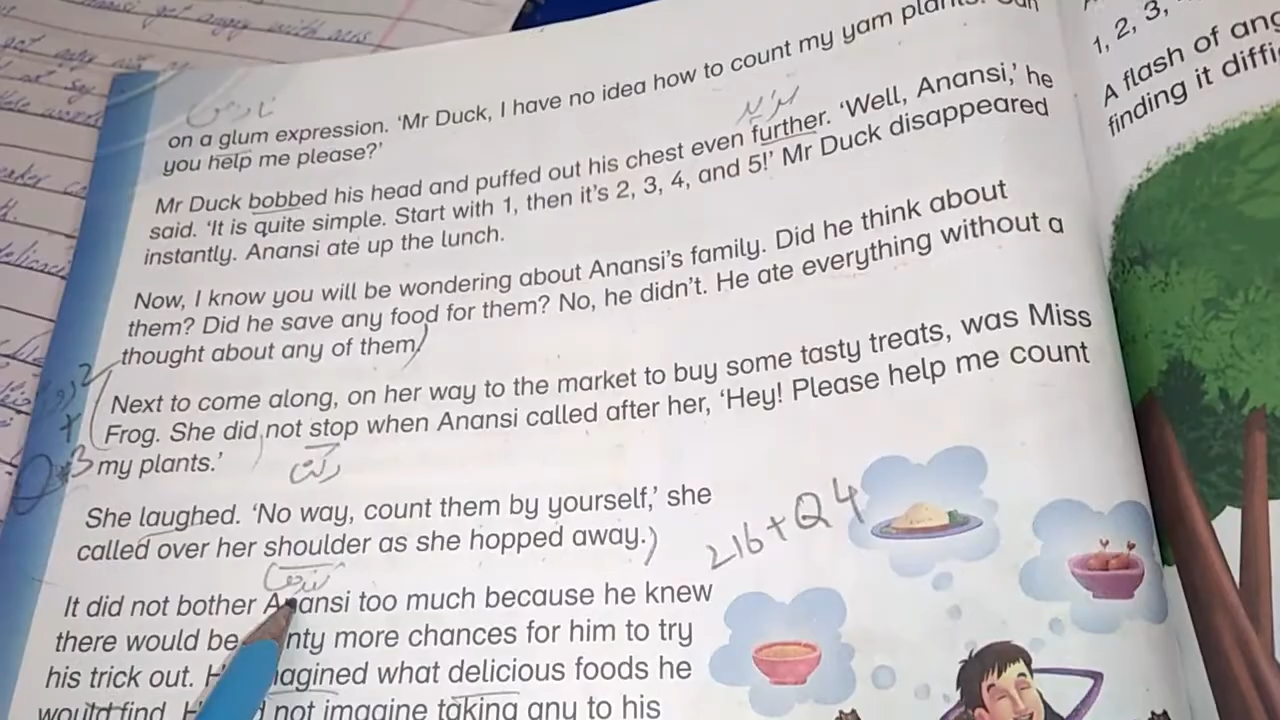 on a glum expression. 'Mr Duck, I have no idea how to count my yam
you help me please?'
Mr Duck bobbed his head and puffed out his chest even further. 'Well, Anansi,' he
said. 'It is quite simple. Start with 1, then it's 2, 3, 4, and 5!' Mr Duck disappeared
instantly. Anansi ate up the lunch.
Now, I know you will be wondering about Anansi's family. Did he think about
them? Did he save any food for them? No, he didn't. He ate everything without a
thought about any of them
Next to come along, on her way to the market to buy some tasty treats, was Miss
Frog. She did not stop when Anansi called after her, 'Hey! Please help me count
my plants.'
She laughed. 'No way, count them by yourself,' she
called over her shoulder as she hopped away.
216+Q4
It did not bother Anansi too much because he knew
there would be more chances for him to try
his trick out. what delicious foods he
would find. not imagine taking any to his
1, 2, 3,
A flash of
finding it